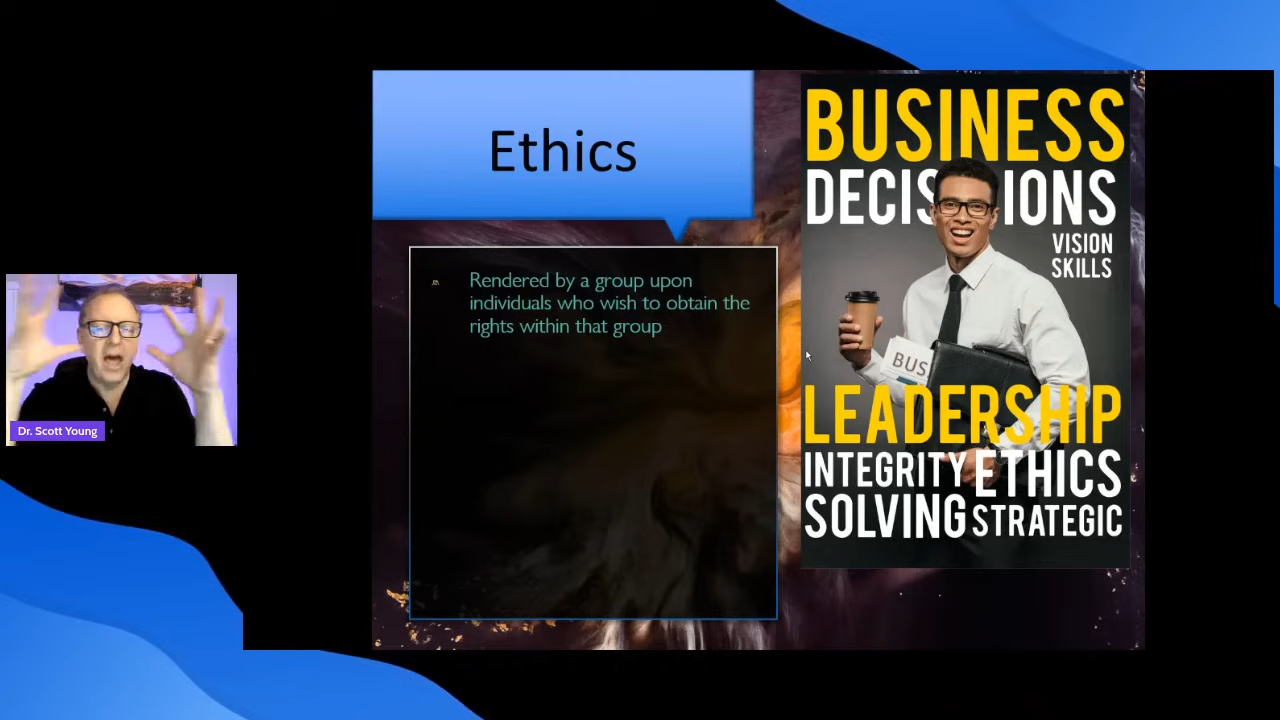 Ethics
Rendered by a group upon
individuals who wish to obtain the
rights within that group
BUSINESS
DECISIONS
VISION
SKILLS
BUS
LEADERSHIP
INTEGRITY ETHICS
SOLVING STRATEGIC
Dr. Scott Young